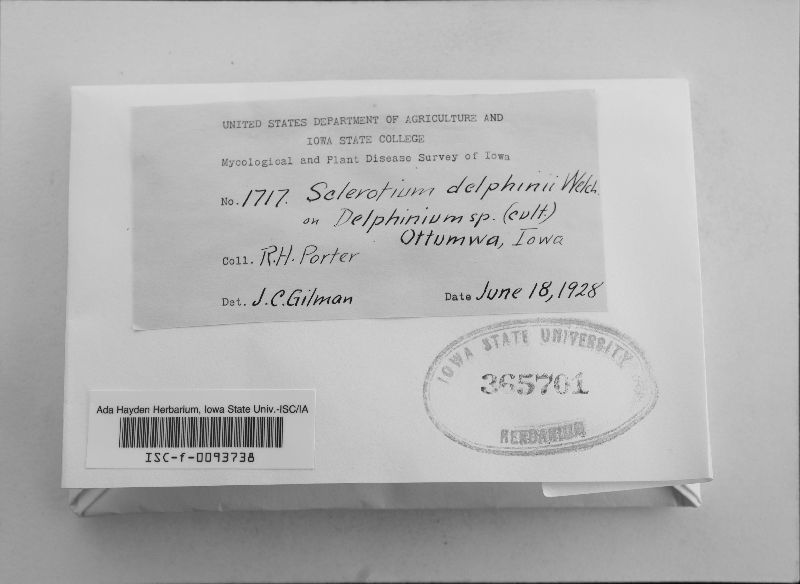 UNITED STATES DEPARTMENT OF AGRICULTURE AND
IOWA STATE COLLEGE
Mycological and Plant Disease Survey of Iowa
No. 1717. Sclerotium delphinii Welch.
on Delphinium sp. (cult.)
Ottumwa, Iowa
Coll. R.H. Porter
Det. J.C. Gilman Date June 18, 1928
IOWA STATE UNIVERSITY
365701
HERBARIUM
Ada Hayden Herbarium, Iowa State Univ.-ISC/IA
ISC-f-0093738